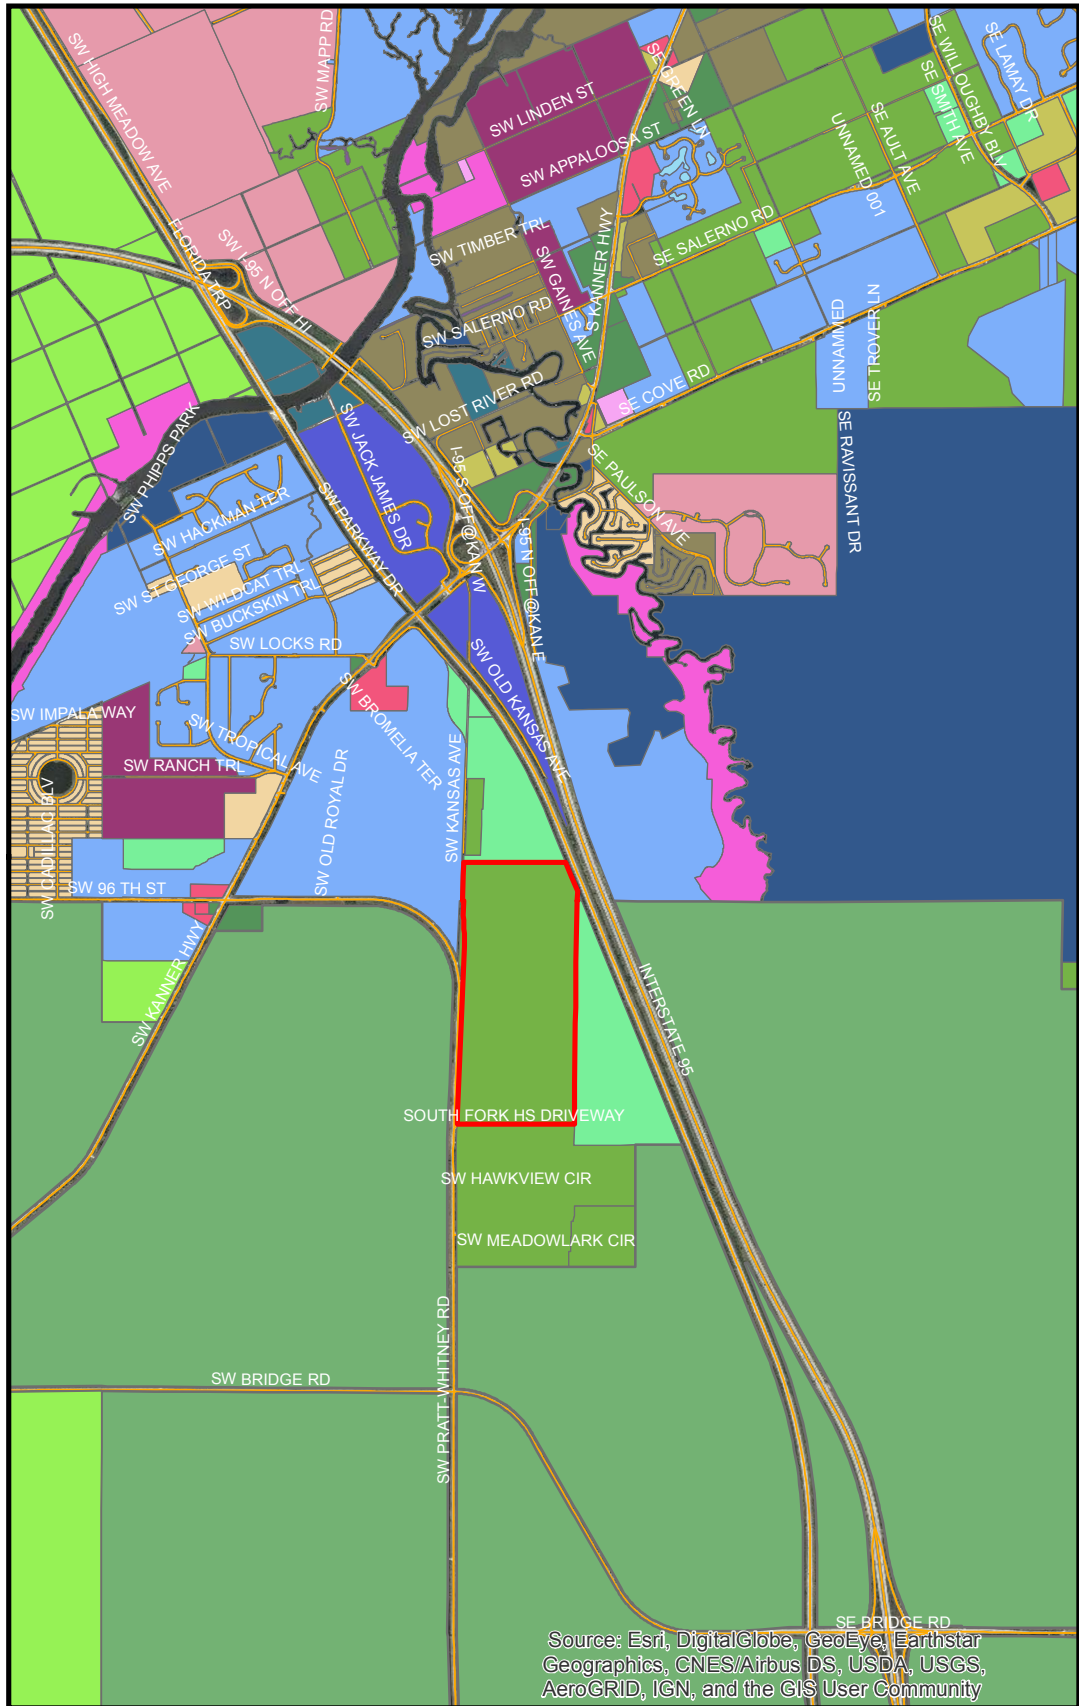 SW HIGH MEADOW AVE
SW MAPP RD
SE GREEN LN
SE WILLOUGHBY BLV
SE LAMAY DR
SE SMITH AVE
SW LINDEN ST
SW APPALOOSA ST
UNNAMED 001
SE AULT AVE
FLORIDA TRP
SW I-95 N OFF HI
SW TIMBER TRL
SW GAINES AVE
S KANNER HWY
SE SALERNO RD
SW SALERNO RD
UNNAMED
SE TROVER LN
SW LOST RIVER RD
SE COVE RD
SW PHIPPS PARK
SW JACK JAMES DR
I-95 S OFF@KAN W
SE PAULSON AVE
SE RAVISSANT DR
SW HACKMAN TER
SW PARKWAY DR
I-95 N OFF@KAN E
SW ST GEORGE ST
SW WILDCAT TRL
SW BUCKSKIN TRL
SW LOCKS RD
SW OLD KANSAS AVE
SW IMPALA WAY
SW TROPICAL AVE
SW BROMELIA TER
SW RANCH TRL
SW OLD ROYAL DR
SW KANSAS AVE
SW CADILLAC BLV
SW 96 TH ST
SW KANNER HWY
INTERSTATE 95
SOUTH FORK HS DRIVEWAY
SW HAWKVIEW CIR
SW MEADOWLARK CIR
SW PRATT-WHITNEY RD
SW BRIDGE RD
SE BRIDGE RD
Source: Esri, DigitalGlobe, GeoEye, Earthstar
Geographics, CNES/Airbus DS, USDA, USGS,
AeroGRID, IGN, and the GIS User Community